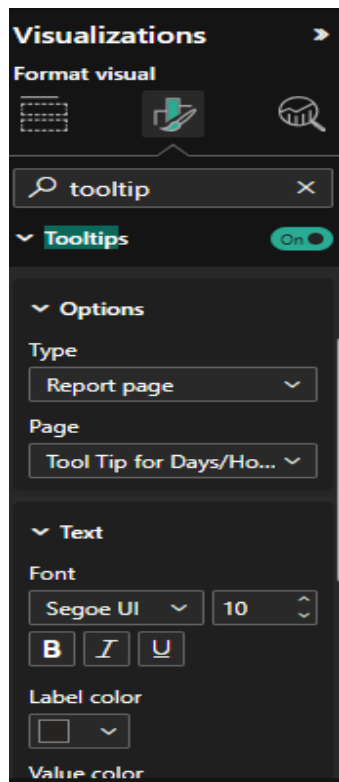 Visualizations
Format visual
tooltip
Tooltips
On
Options
Type
Report page
Page
Tool Tip for Days/Ho...
Text
Font
Segoe UI 10
B I U
Label color
Value color